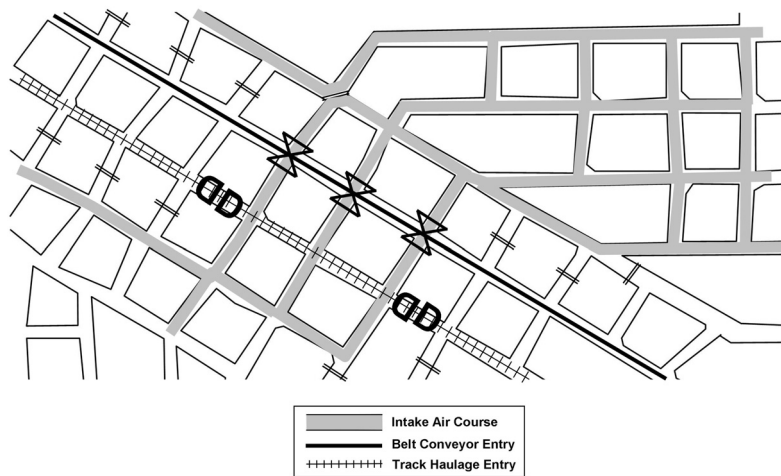 D D
D D
Intake Air Course
Belt Conveyor Entry
Track Haulage Entry